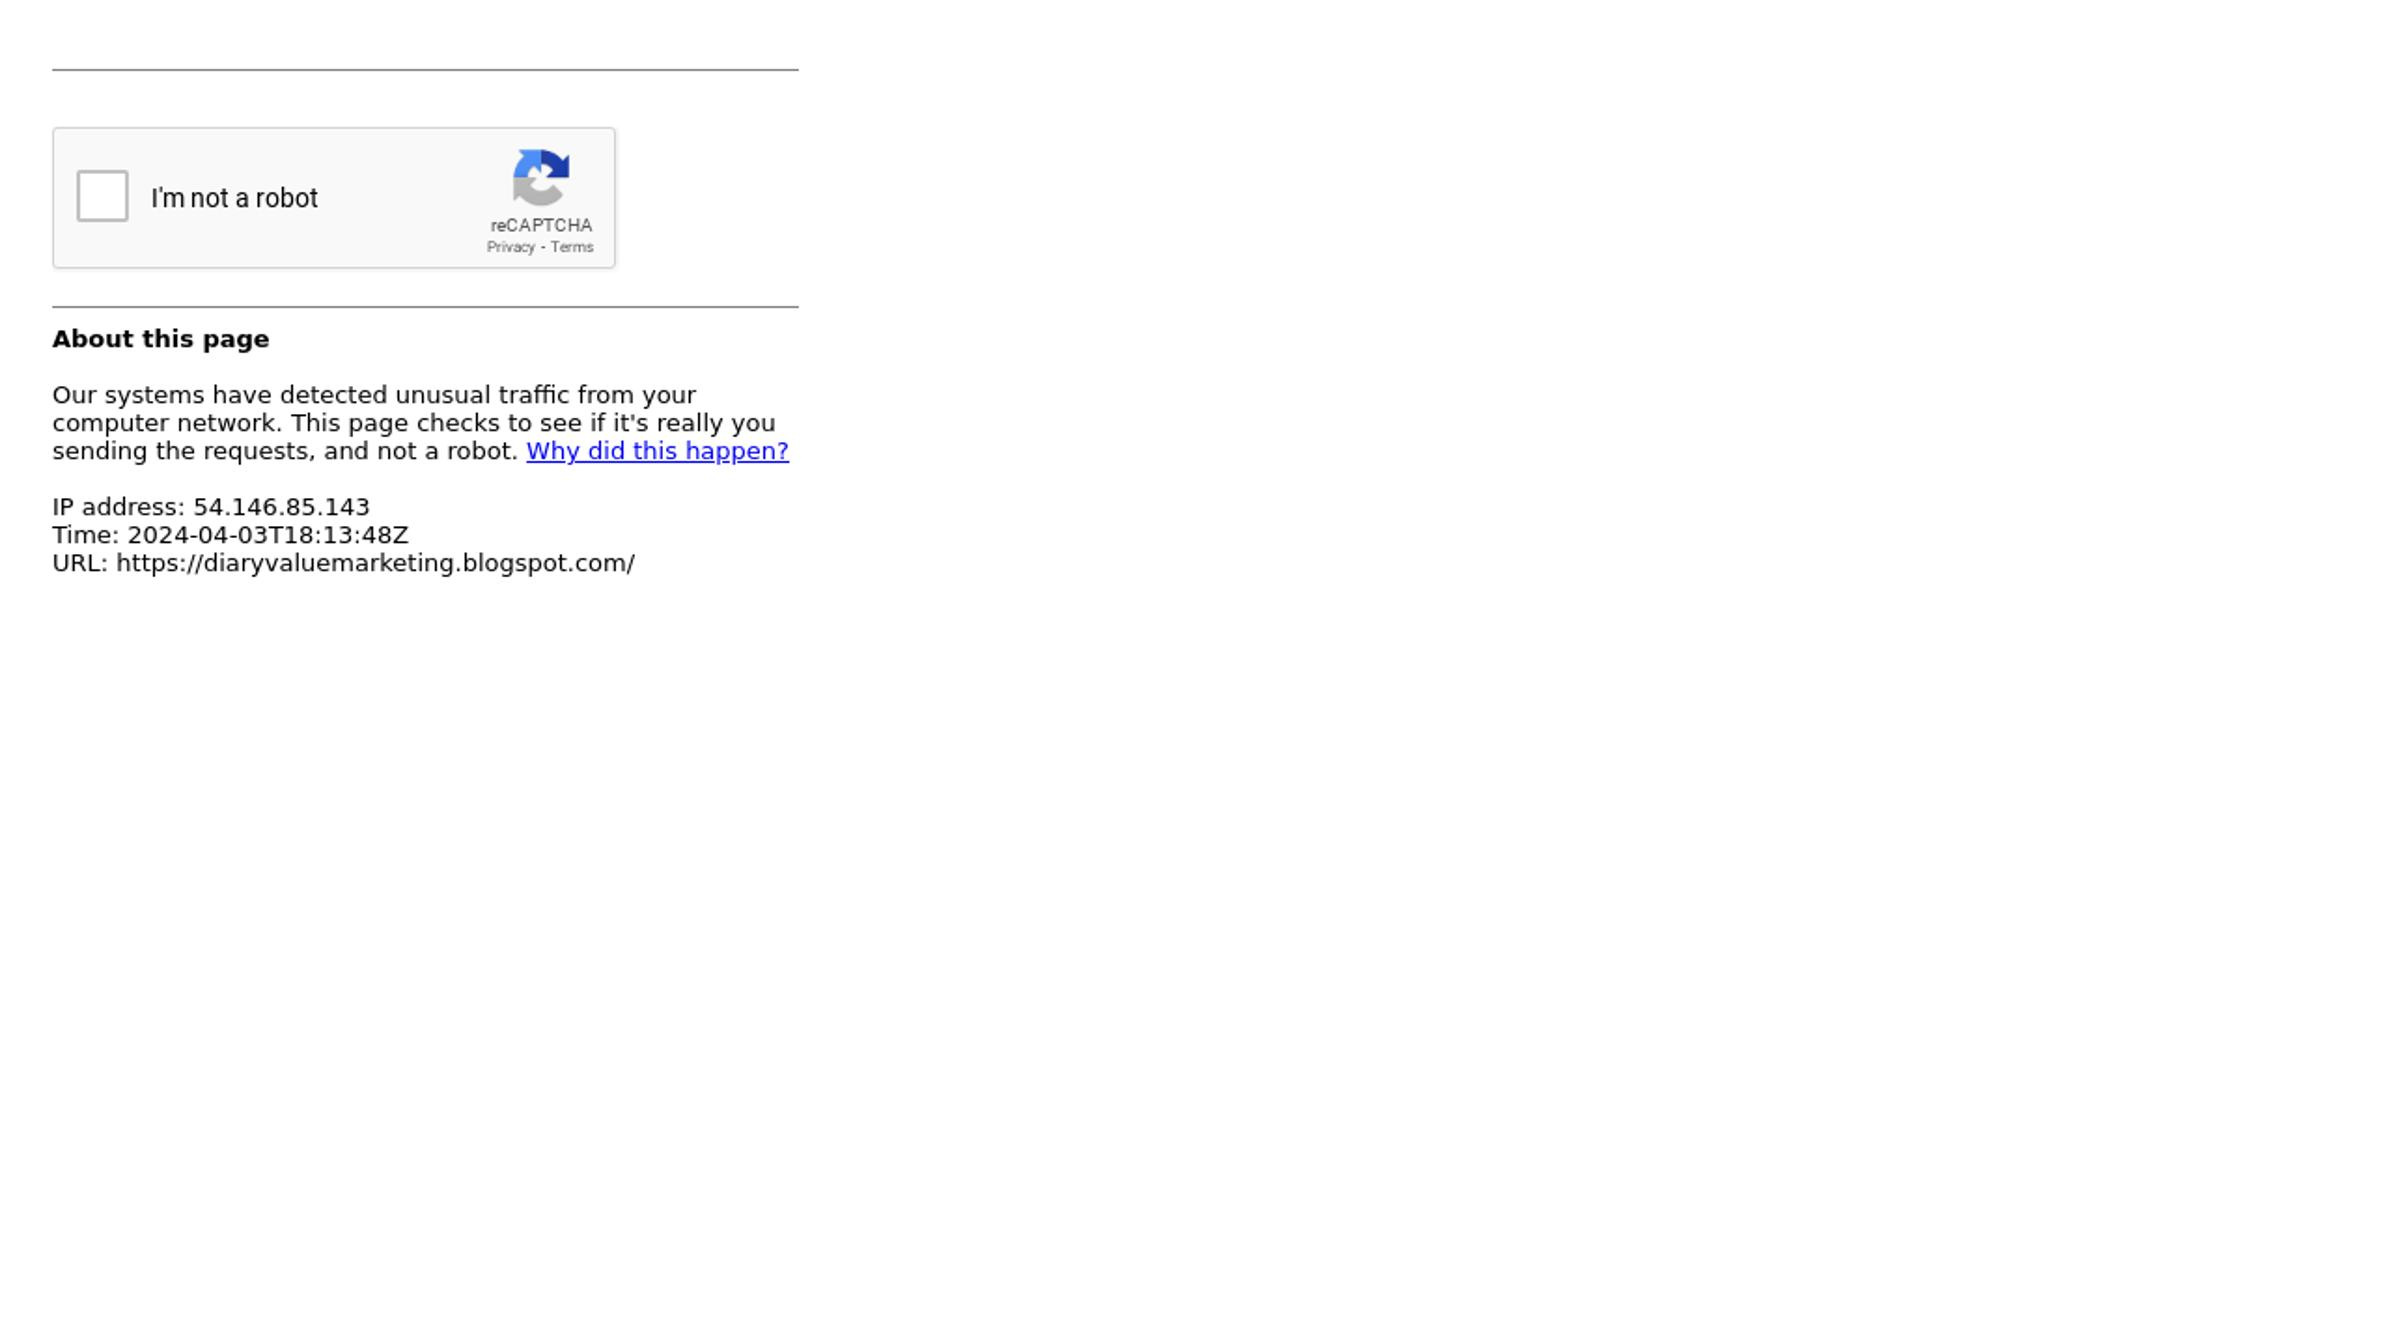 I'm not a robot
reCAPTCHA
Privacy - Terms
About this page
Our systems have detected unusual traffic from your
computer network. This page checks to see if it's really you
sending the requests, and not a robot. Why did this happen?
IP address: 54.146.85.143
Time: 2024-04-03T18:13:48Z
URL: https://diaryvaluemarketing.blogspot.com/